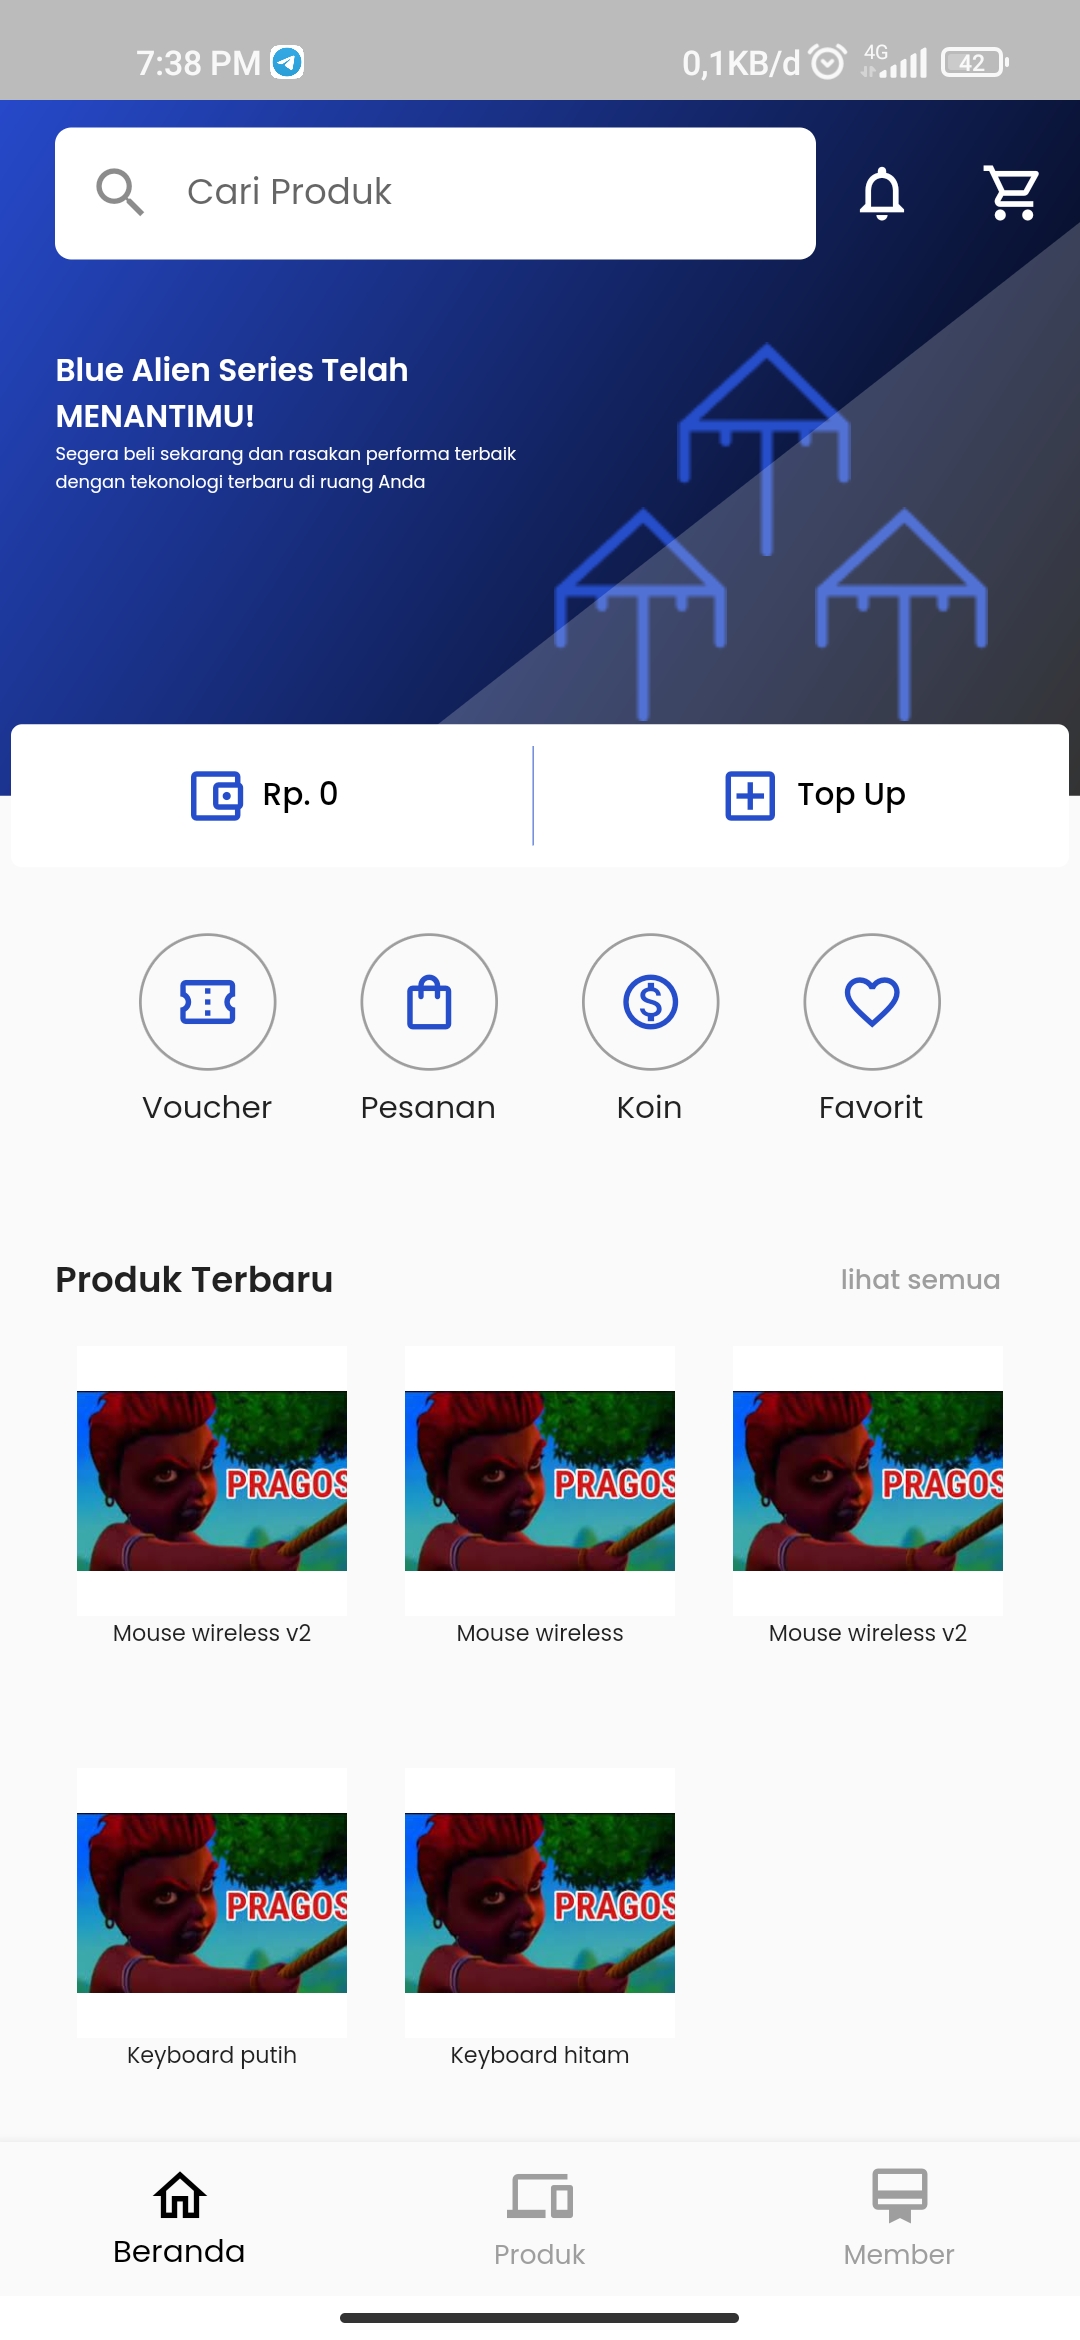 7:38 PM 0,1KB/d 4G 42
Cari Produk
Blue Alien Series Telah
MENANTIMU!
Segera beli sekarang dan rasakan performa terbaik
dengan tekonologi terbaru di ruang Anda
Rp. 0 Top Up
Voucher Pesanan Koin Favorit
Produk Terbaru lihat semua
PRAGOS PRAGOS PRAGOS
Mouse wireless v2 Mouse wireless Mouse wireless v2
PRAGOS PRAGOS
Keyboard putih Keyboard hitam
Beranda Produk Member